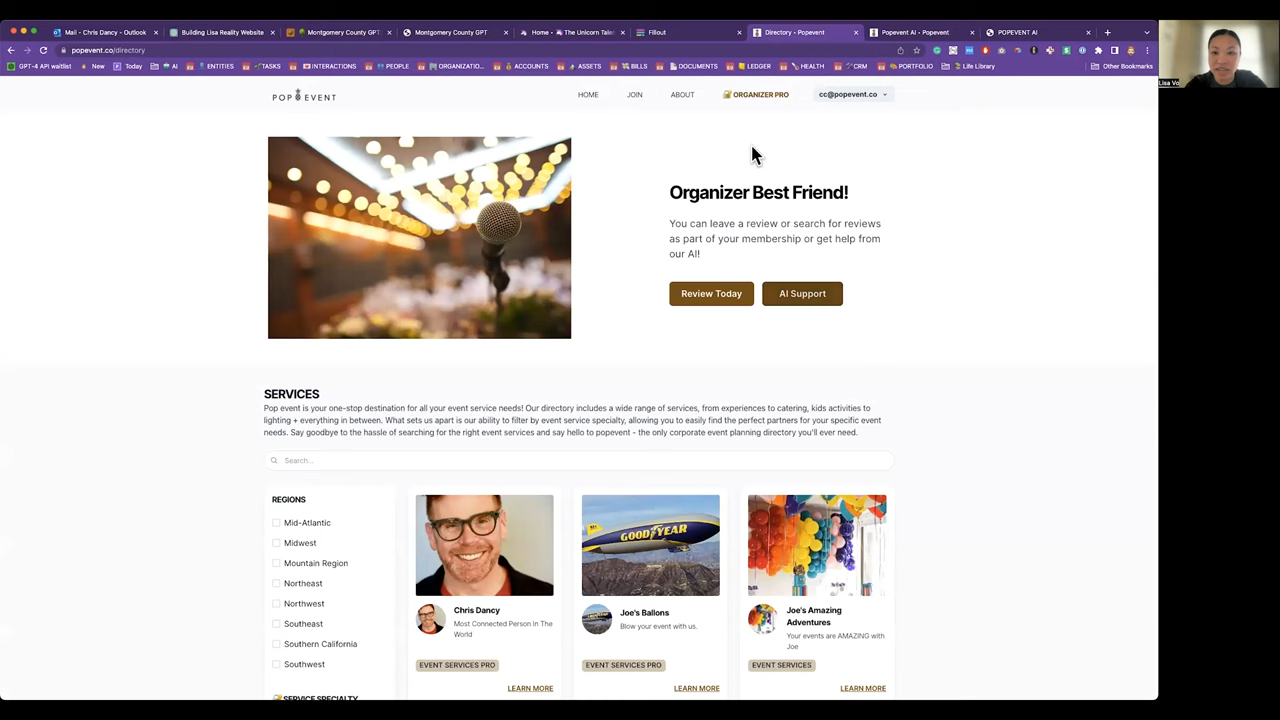 Mail - Chris Dancy - Outlook
Building Lisa Reality Website
Montgomery County GPT
Montgomery County GPT
Home - 🦄 The Unicorn Talen
Fillout
Directory • Popevent
Popevent AI • Popevent
POPEVENT AI
popevent.co/directory
GPT-4 API waitlist
New
Today
AI
ENTITIES
TASKS
INTERACTIONS
PEOPLE
ORGANIZATIO...
ACCOUNTS
ASSETS
BILLS
DOCUMENTS
LEDGER
HEALTH
CRM
PORTFOLIO
Life Library
Other Bookmarks
Lisa Vo
POP EVENT
HOME
JOIN
ABOUT
ORGANIZER PRO
cc@popevent.co
Organizer Best Friend!
You can leave a review or search for reviews
as part of your membership or get help from
our AI!
Review Today
AI Support
SERVICES
Pop event is your one-stop destination for all your event service needs! Our directory includes a wide range of services, from experiences to catering, kids activities to
lighting + everything in between. What sets us apart is our ability to filter by event service specialty, allowing you to easily find the perfect partners for your specific event
needs. Say goodbye to the hassle of searching for the right event services and say hello to popevent - the only corporate event planning directory you'll ever need.
Search...
REGIONS
Mid-Atlantic
Midwest
Mountain Region
Northeast
Northwest
Southeast
Southern California
Southwest
SERVICE SPECIALTY
Chris Dancy
Most Connected Person In The
World
EVENT SERVICES PRO
LEARN MORE
GOODYEAR
Joe's Ballons
Blow your event with us.
EVENT SERVICES PRO
LEARN MORE
Joe's Amazing
Adventures
Your events are AMAZING with
Joe
EVENT SERVICES
LEARN MORE